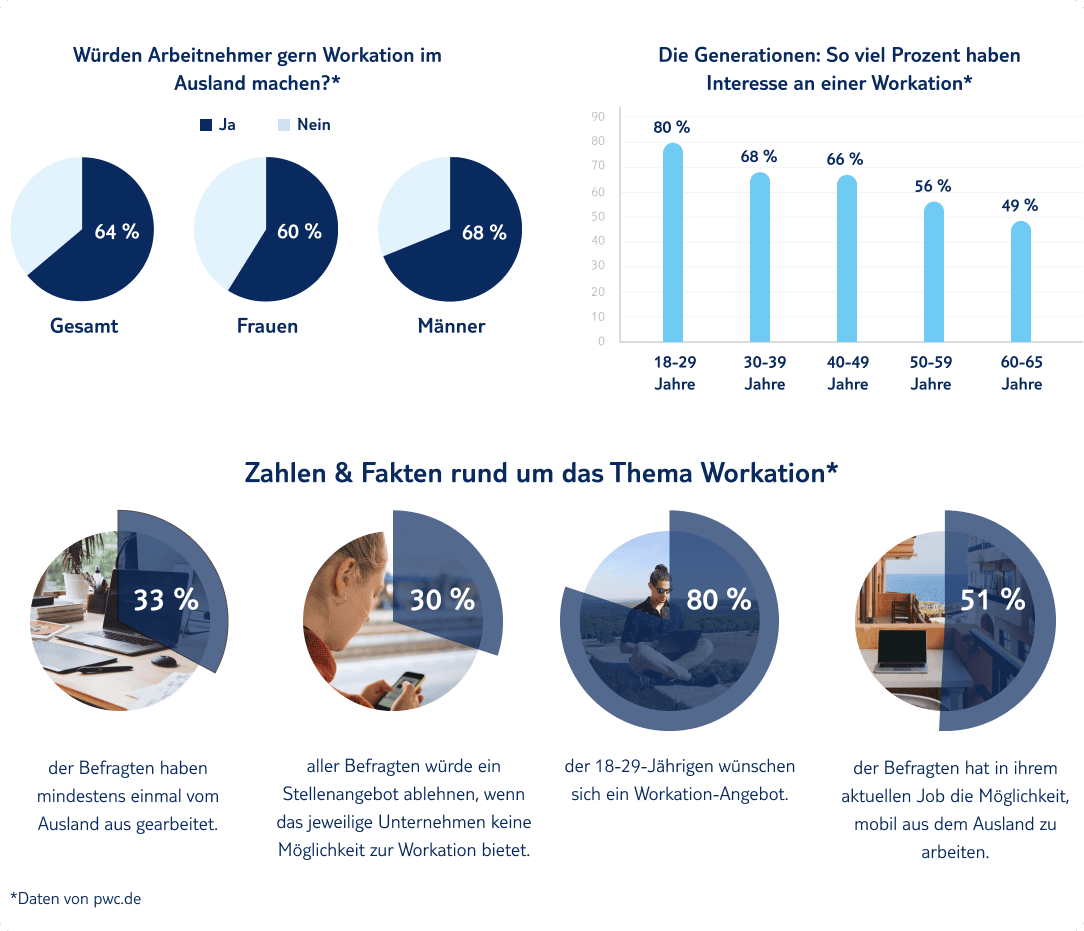 Würden Arbeitnehmer gern Workation im
Ausland machen?*
Ja
Nein
64 %
60 %
68 %
Gesamt
Frauen
Männer
Die Generationen: So viel Prozent haben
Interesse an einer Workation*
90
80
70
60
50
40
30
20
10
0
80 %
68 %
66 %
56 %
49 %
18-29
Jahre
30-39
Jahre
40-49
Jahre
50-59
Jahre
60-65
Jahre
Zahlen & Fakten rund um das Thema Workation*
33 %
30 %
80 %
51 %
der Befragten haben
mindestens einmal vom
Ausland aus gearbeitet.
aller Befragten würde ein
Stellenangebot ablehnen, wenn
das jeweilige Unternehmen keine
Möglichkeit zur Workation bietet.
der 18-29-Jährigen wünschen
sich ein Workation-Angebot.
der Befragten hat in ihrem
aktuellen Job die Möglichkeit,
mobil aus dem Ausland zu
arbeiten.
*Daten von pwc.de